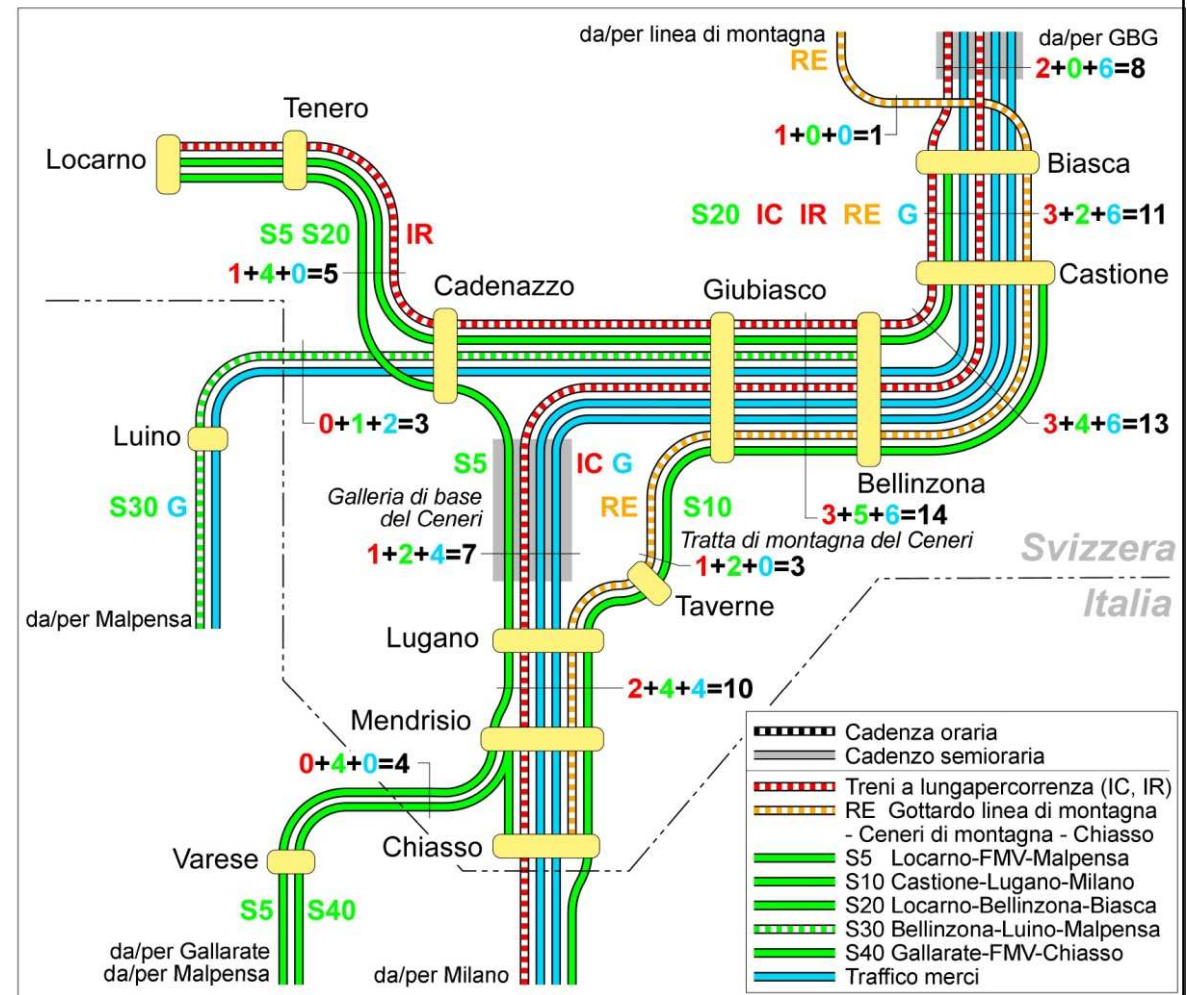 da/per linea di montagna
RE
da/per GBG
2+0+6=8
Tenero
1+0+0=1
Locarno
Biasca
S20 IC IR RE G
3+2+6=11
S5 S20
IR
1+4+0=5
Cadenazzo
Giubiasco
Castione
0+1+2=3
3+4+6=13
Luino
S5
IC G
S30 G
Galleria di base
del Ceneri
RE
S10
Bellinzona
3+5+6=14
1+2+4=7
Tratta di montagna del Ceneri
1+2+0=3
Svizzera
Italia
Taverne
da/per Malpensa
Lugano
2+4+4=10
Mendrisio
0+4+0=4
Chiasso
Varese
S5
S40
da/per Gallarate
da/per Malpensa
da/per Milano
Cadenza oraria
Cadenzo semioraria
Treni a lungapercorrenza (IC, IR)
RE Gottardo linea di montagna
- Ceneri di montagna - Chiasso
S5 Locarno-FMV-Malpensa
S10 Castione-Lugano-Milano
S20 Locarno-Bellinzona-Biasca
S30 Bellinzona-Luino-Malpensa
S40 Gallarate-FMV-Chiasso
Traffico merci